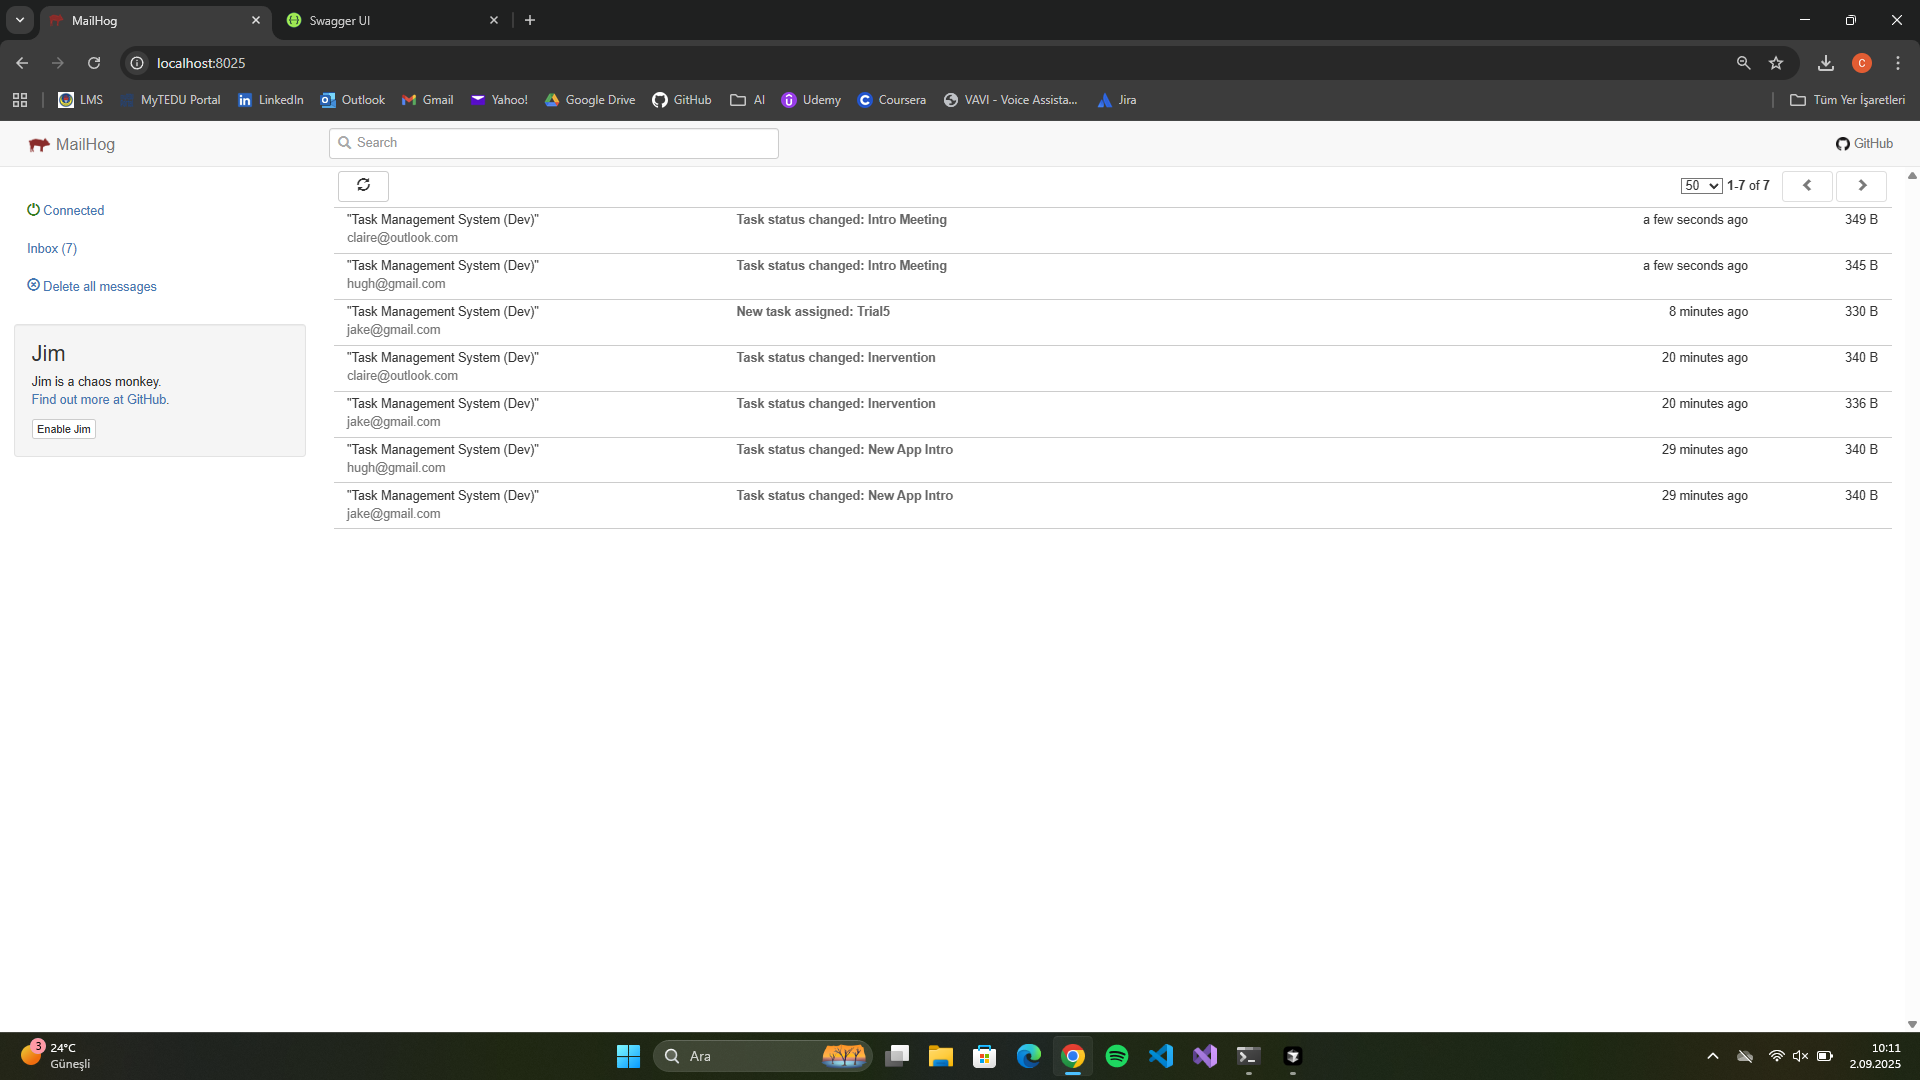 MailHog
Swagger UI
localhost:8025
LMS
MyTEDU Portal
LinkedIn
Outlook
Gmail
Yahoo!
Google Drive
GitHub
AI
Udemy
Coursera
VAVI - Voice Assista...
Jira
Tüm Yer İşaretleri
MailHog
Search
GitHub
Connected
Inbox (7)
Delete all messages
Jim
Jim is a chaos monkey.
Find out more at GitHub.
Enable Jim
50 1-7 of 7
"Task Management System (Dev)" Task status changed: Intro Meeting a few seconds ago 349 B
claire@outlook.com
"Task Management System (Dev)" Task status changed: Intro Meeting a few seconds ago 345 B
hugh@gmail.com
"Task Management System (Dev)" New task assigned: Trial5 8 minutes ago 330 B
jake@gmail.com
"Task Management System (Dev)" Task status changed: Inervention 20 minutes ago 340 B
claire@outlook.com
"Task Management System (Dev)" Task status changed: Inervention 20 minutes ago 336 B
jake@gmail.com
"Task Management System (Dev)" Task status changed: New App Intro 29 minutes ago 340 B
hugh@gmail.com
"Task Management System (Dev)" Task status changed: New App Intro 29 minutes ago 340 B
jake@gmail.com
3
24°C
Güneşli
Ara
10:11
2.09.2025